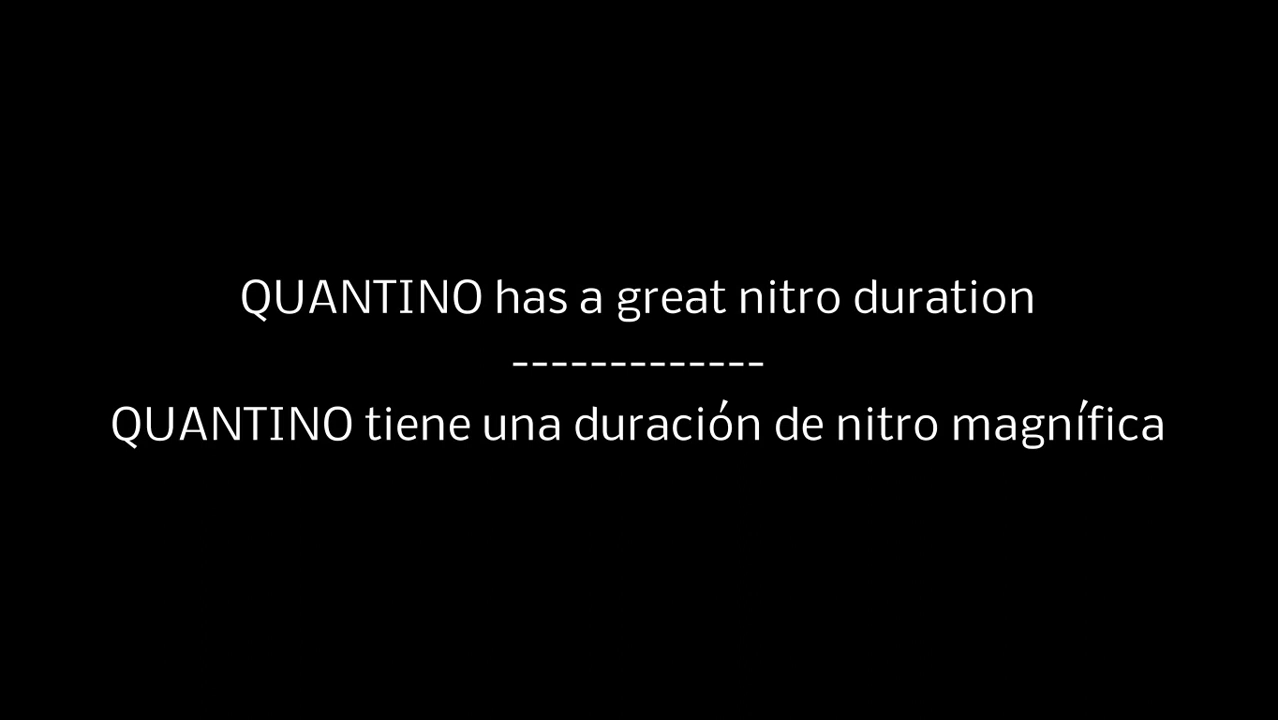 QUANTINO has a great nitro duration
-------------
QUANTINO tiene una duración de nitro magnífica